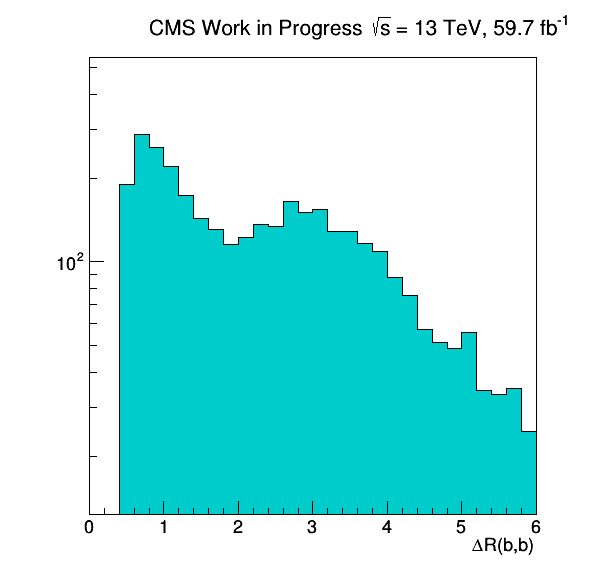 CMS Work in Progress √s = 13 TeV, 59.7 fb⁻¹
10²
0 1 2 3 4 5 6
ΔR(b,b)